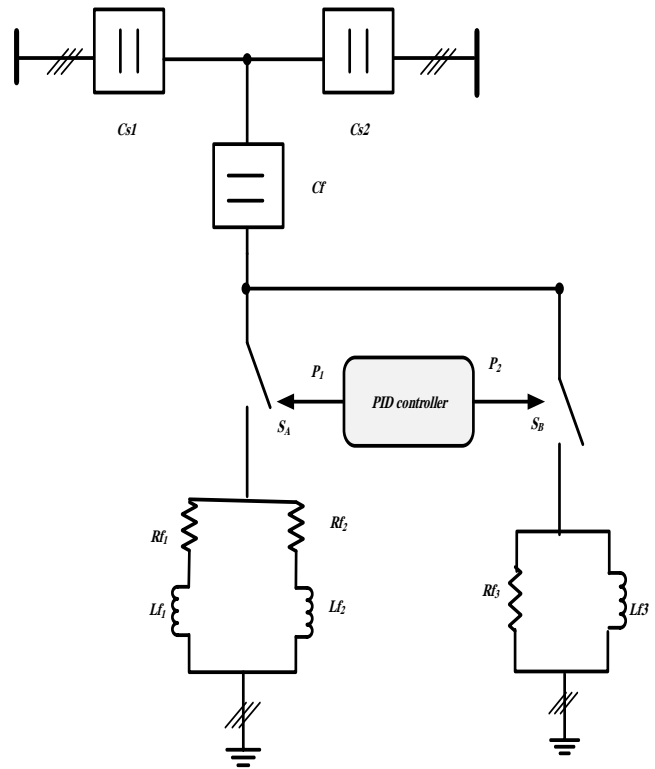 Cs1
Cs2
Cf
P1
P2
PID controller
SA
SB
Rf1
Rf2
Rf3
Lf1
Lf2
Lf3